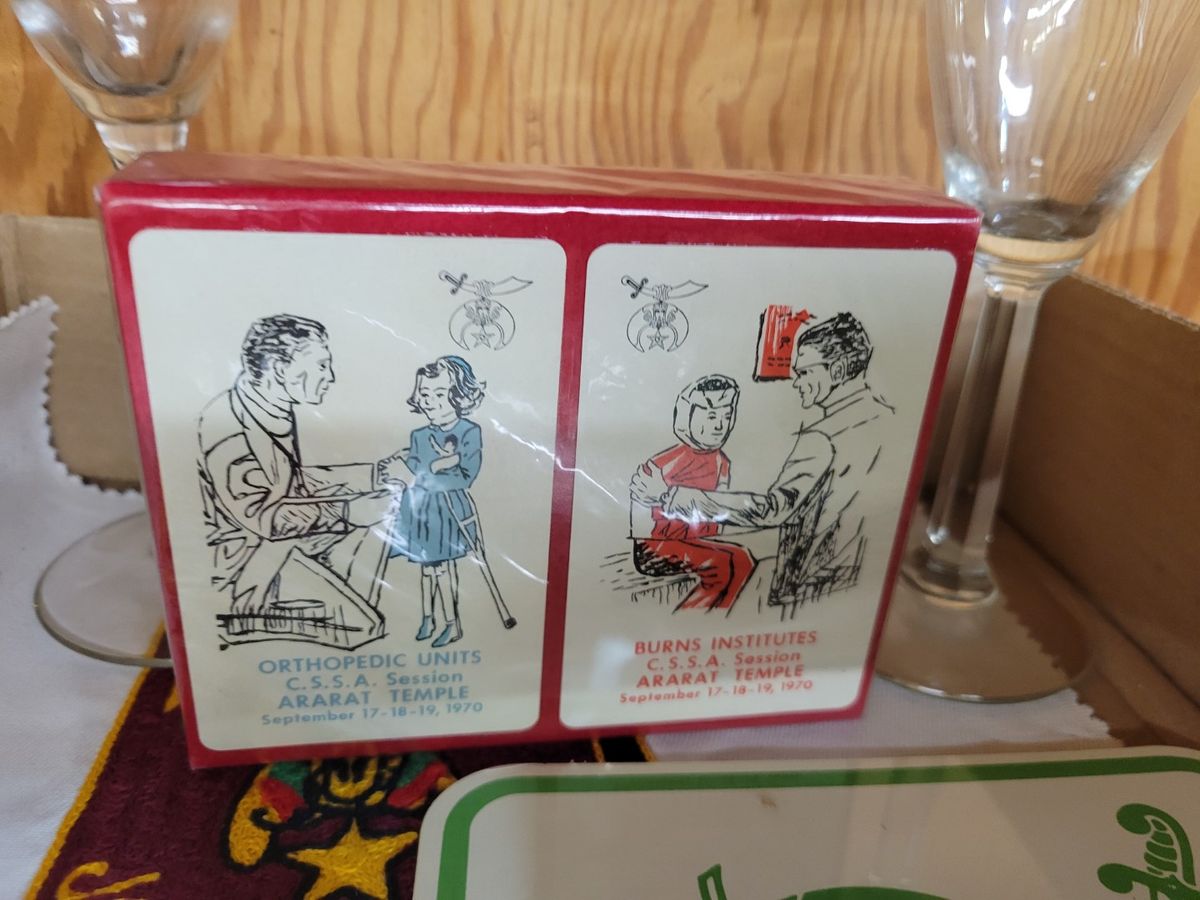 ORTHOPEDIC UNITS
C.S.S.A. Session
ARARAT TEMPLE
September 17-18-19, 1970
BURNS INSTITUTES
C.S.S.A. Session
ARARAT TEMPLE
September 17-18-19, 1970